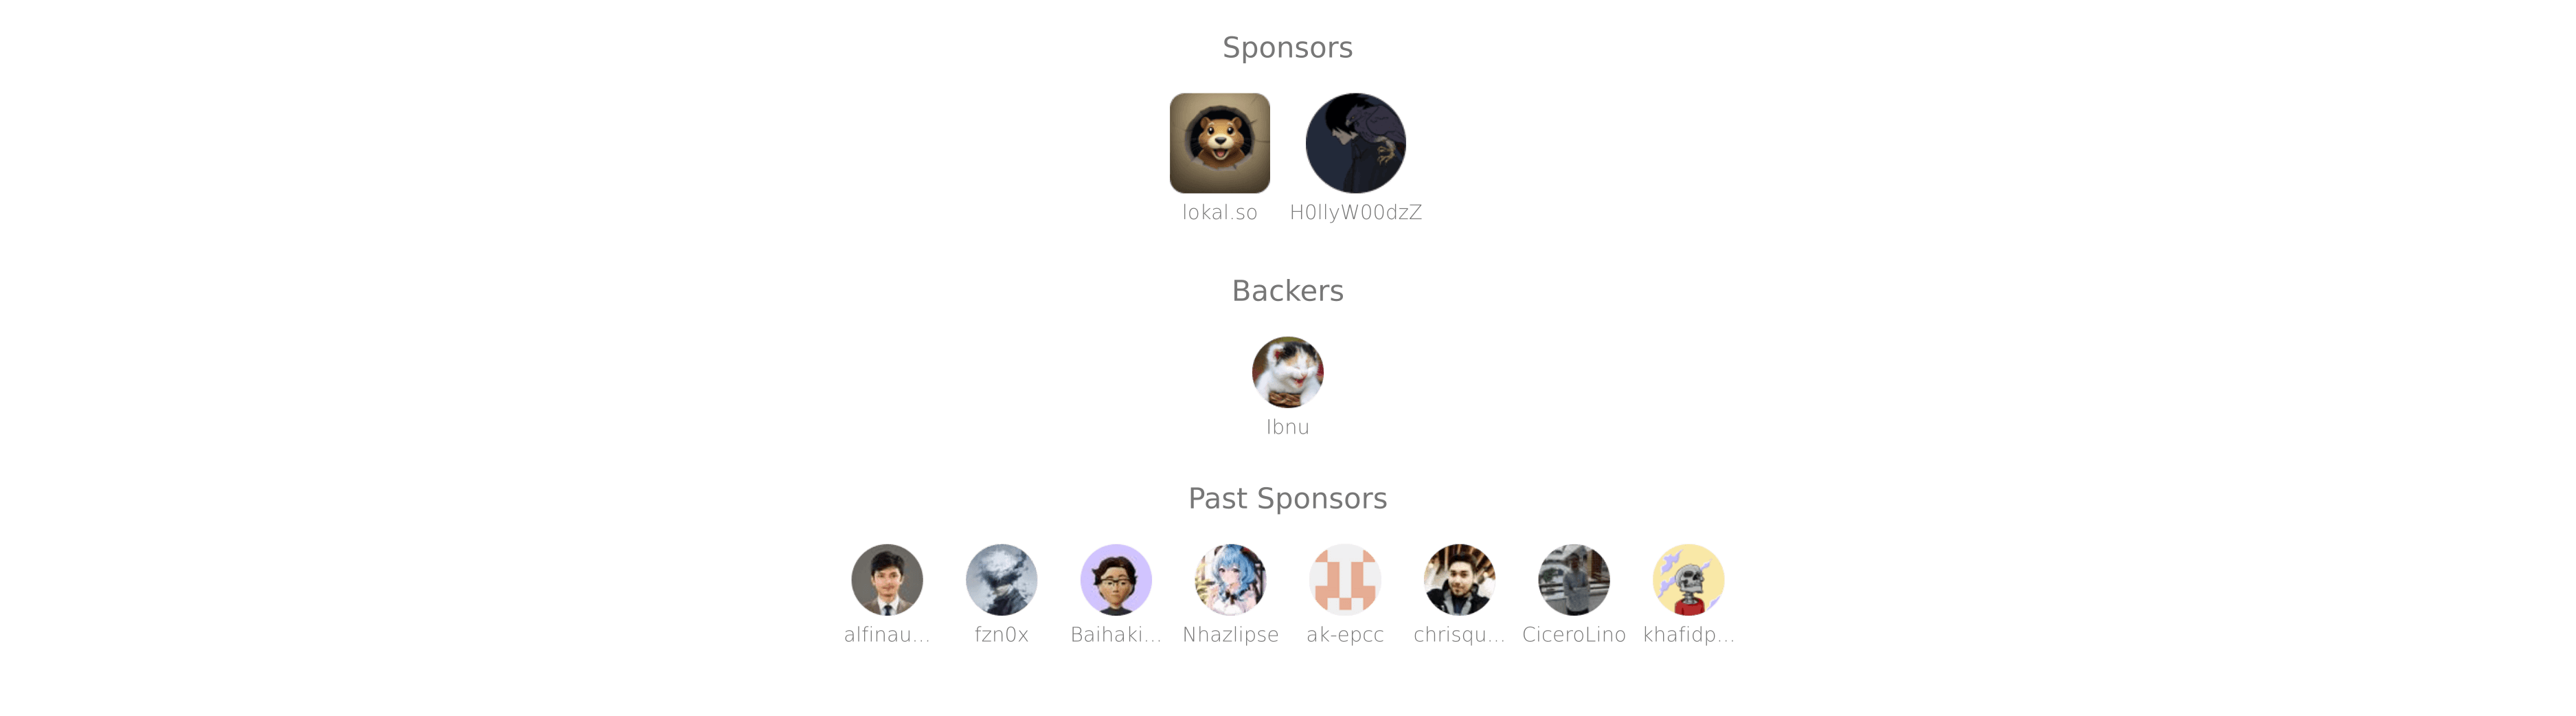 Sponsors
lokal.so H0llyW00dzZ
Backers
Ibnu
Past Sponsors
alfinau... fzn0x Baihaki... Nhazlipse ak-epcc chrisqu... CiceroLino khafidp...